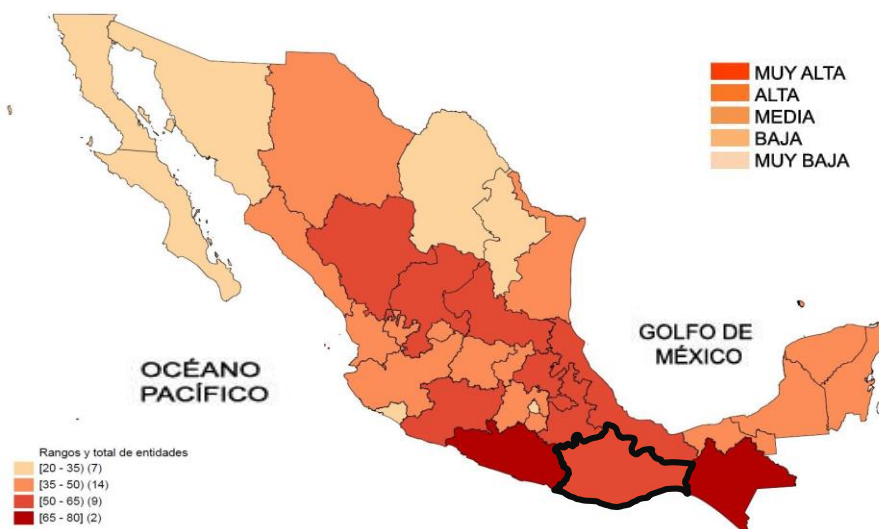 MUY ALTA
ALTA
MEDIA
BAJA
MUY BAJA
GOLFO DE
MÉXICO
OCÉANO
PACÍFICO
Rangos y total de entidades
[20 - 35) (7)
[35 - 50) (14)
[50 - 65) (9)
[65 - 80] (2)